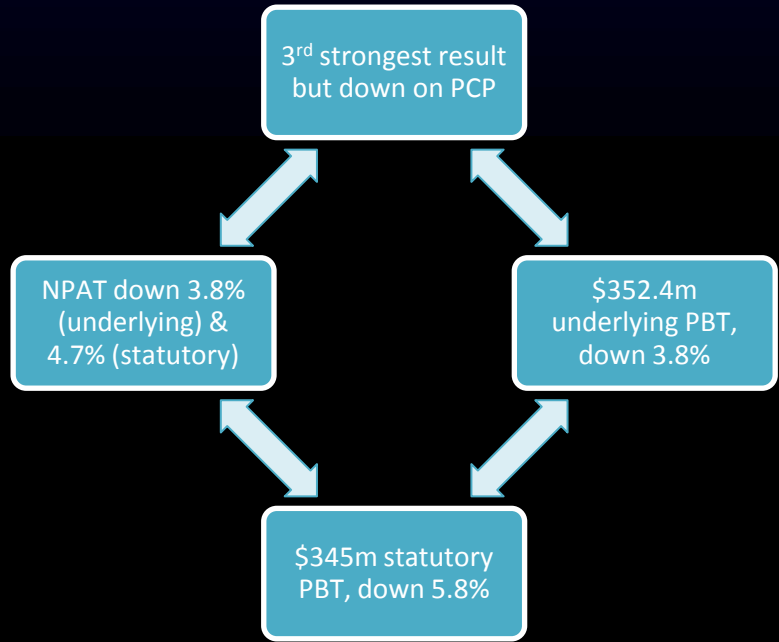 3rd strongest result
but down on PCP
NPAT down 3.8%
(underlying) &
4.7% (statutory)
$352.4m
underlying PBT,
down 3.8%
$345m statutory
PBT, down 5.8%